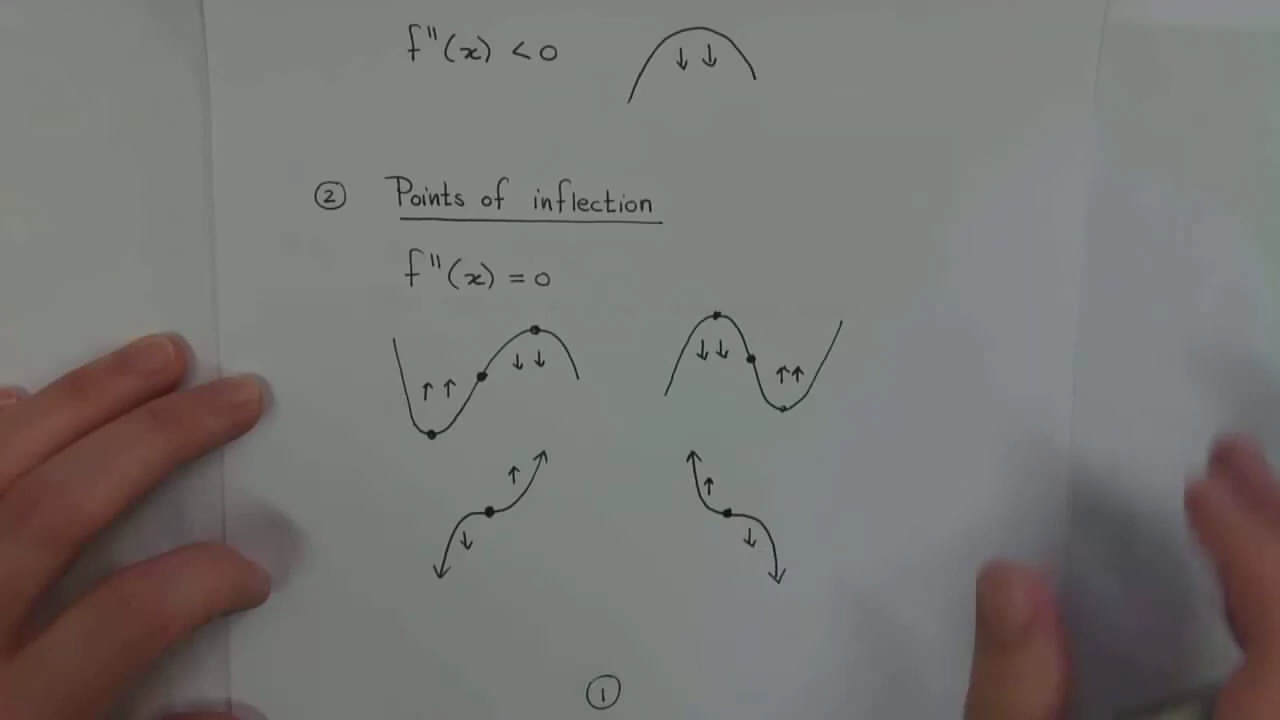 f''(x) < 0
② Points of inflection
f''(x) = 0
①